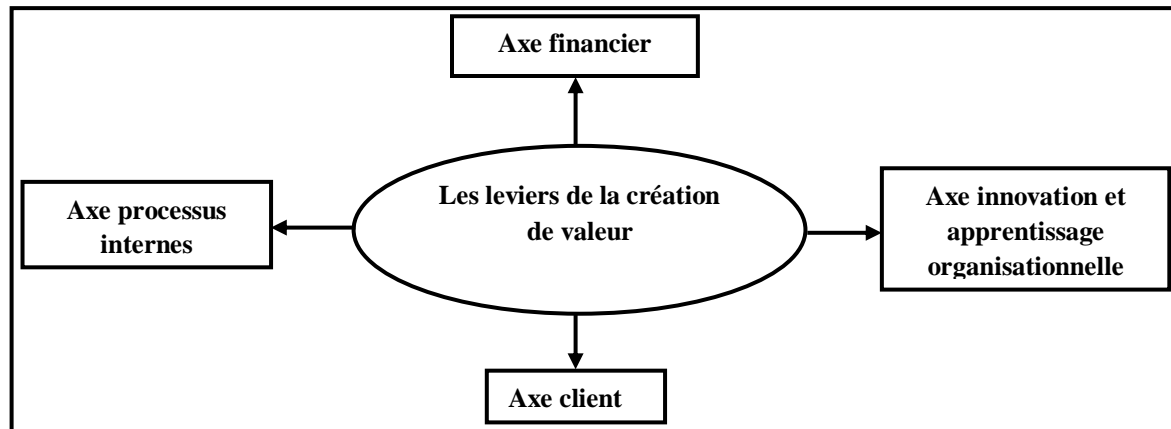 Axe financier
Les leviers de la création
de valeur
Axe processus
internes
Axe innovation et
apprentissage
organisationnelle
Axe client